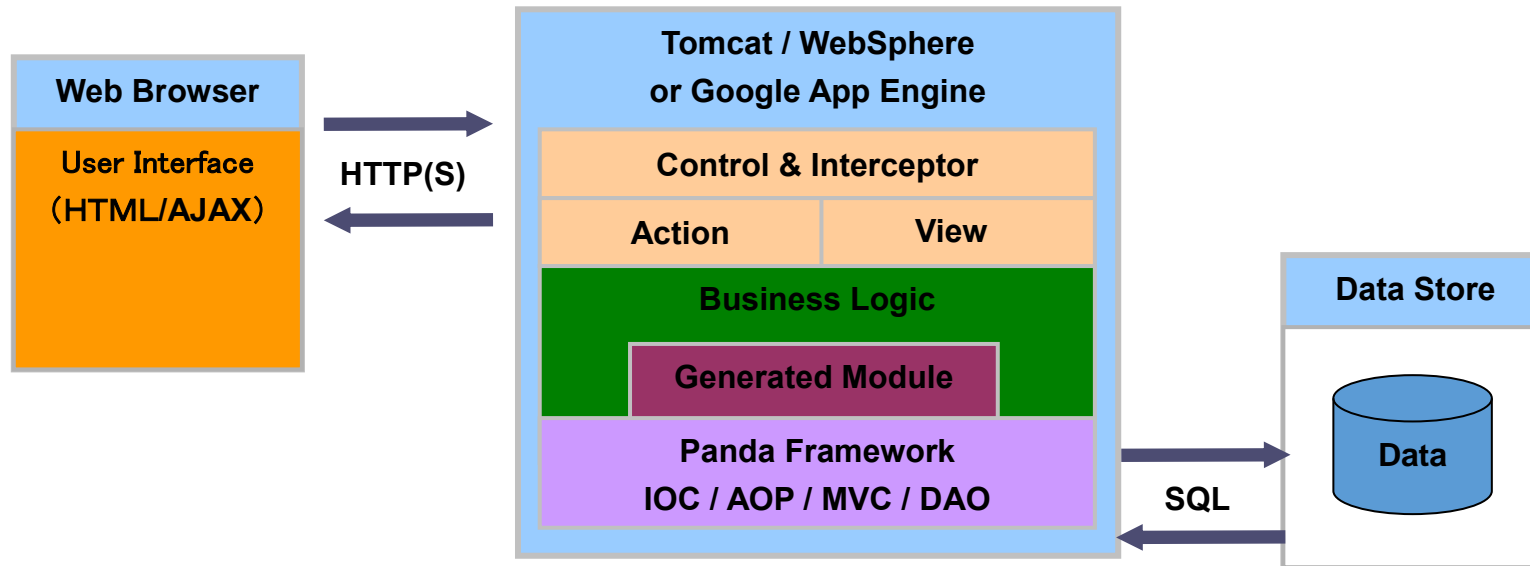 Web Browser
User Interface
（HTML/AJAX）
HTTP(S)
Tomcat / WebSphere
or Google App Engine
Control & Interceptor
Action
View
Business Logic
Generated Module
Panda Framework
IOC / AOP / MVC / DAO
SQL
Data Store
Data